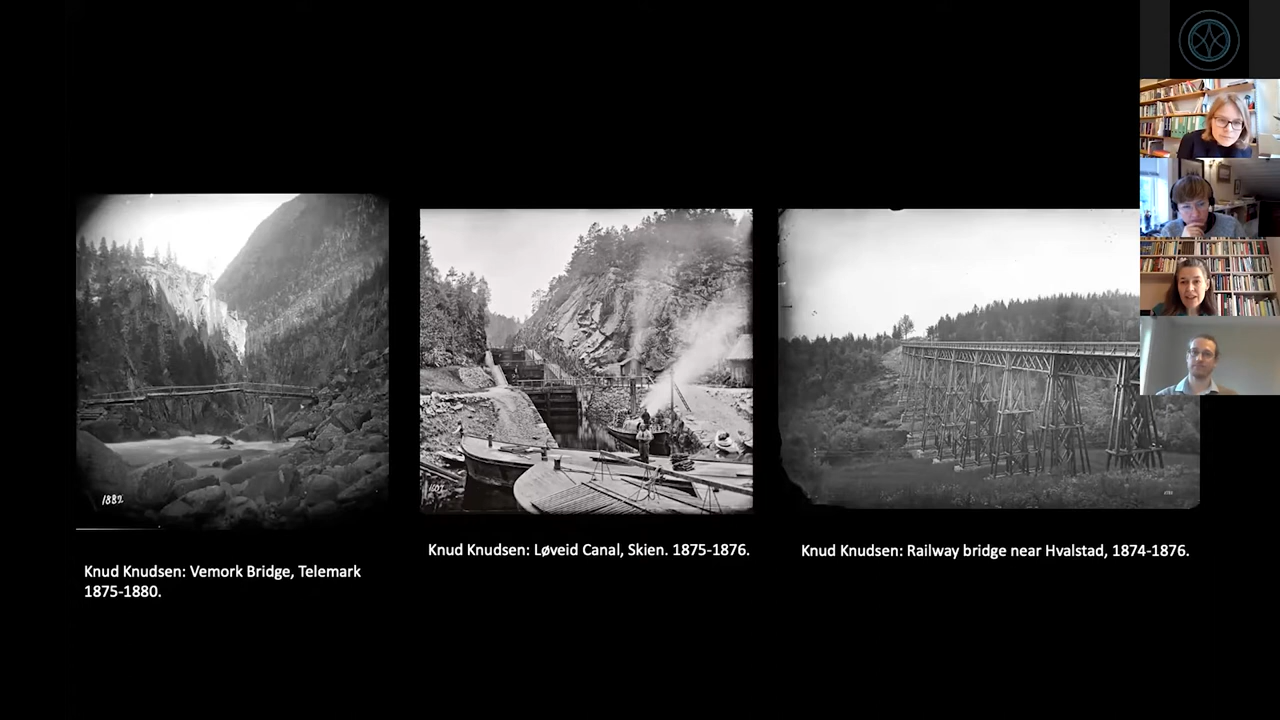 1882
Knud Knudsen: Vemork Bridge, Telemark
1875-1880.
Knud Knudsen: Løveid Canal, Skien. 1875-1876.
Knud Knudsen: Railway bridge near Hvalstad, 1874-1876.